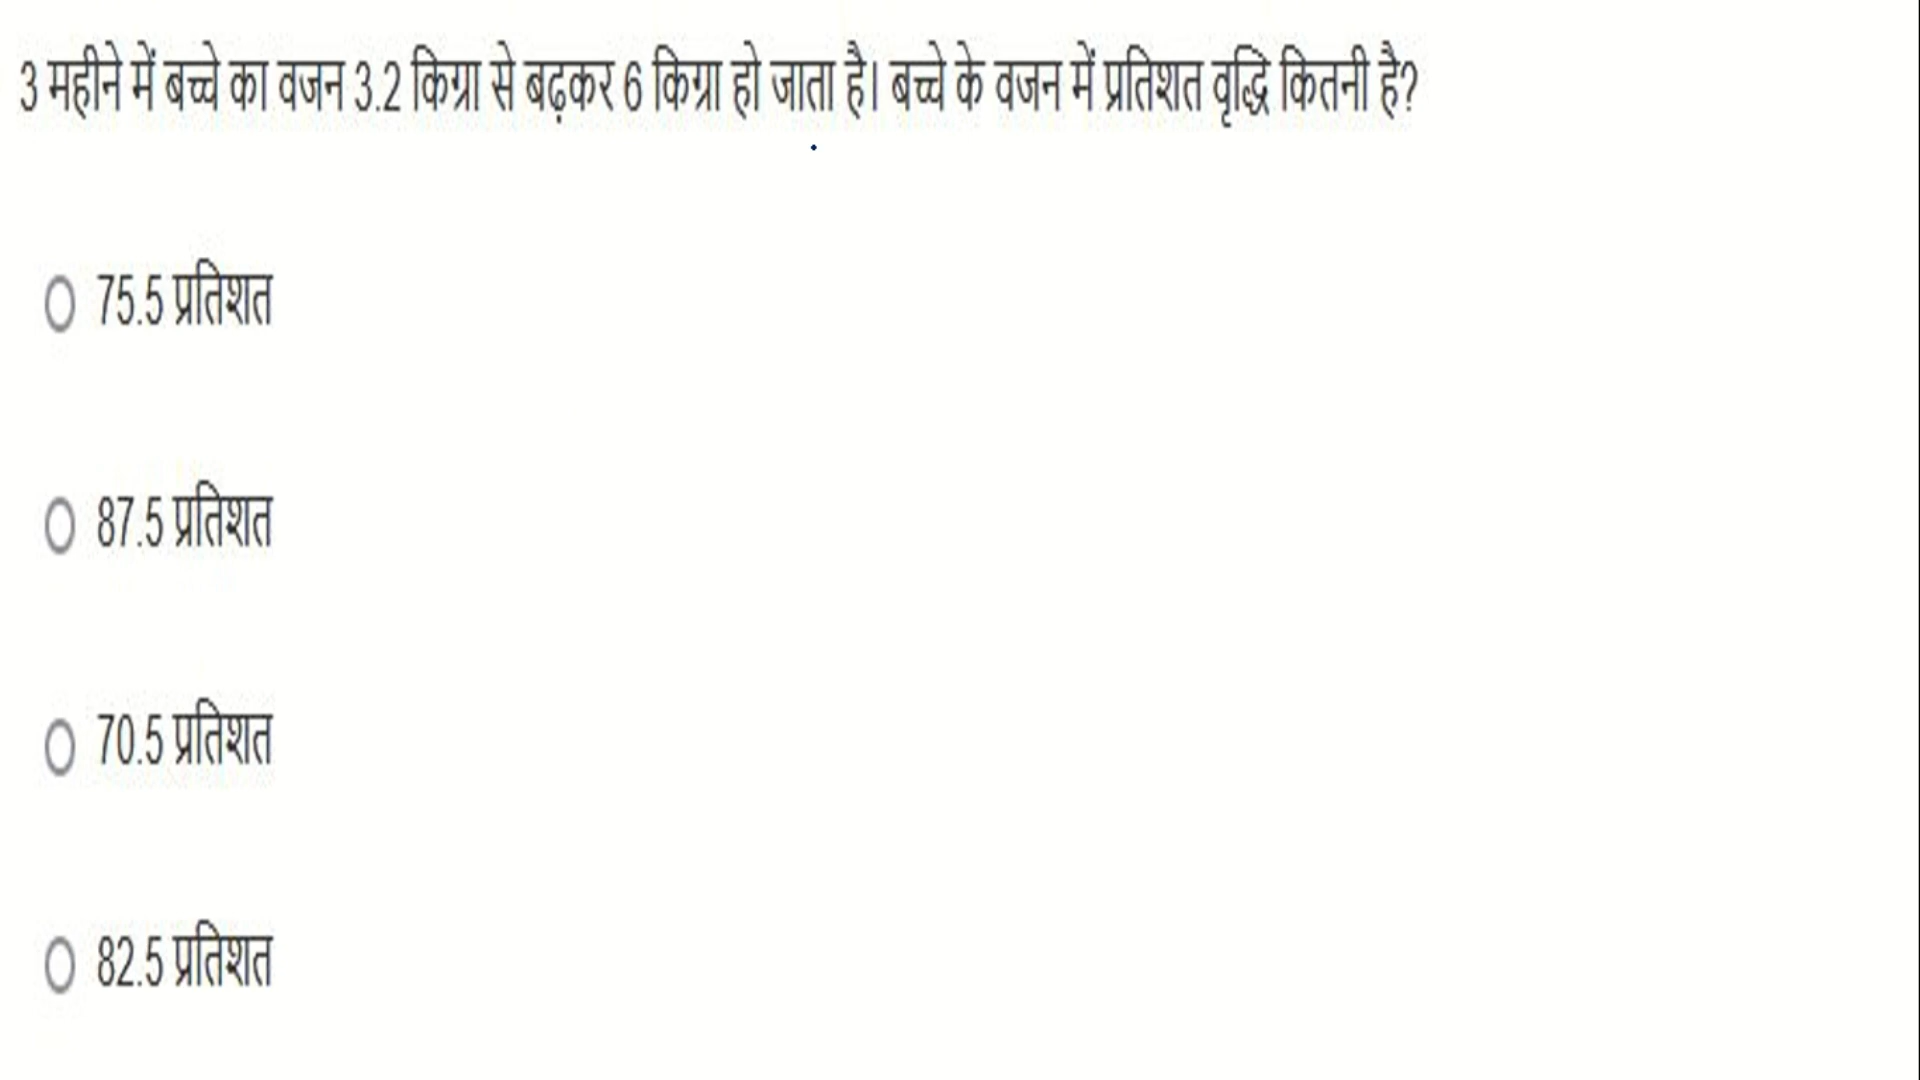 3 महीने में बच्चे का वजन 3.2 किग्रा से बढ़कर 6 किग्रा हो जाता है। बच्चे के वजन में प्रतिशत वृद्धि कितनी है?
75.5 प्रतिशत
87.5 प्रतिशत
70.5 प्रतिशत
82.5 प्रतिशत